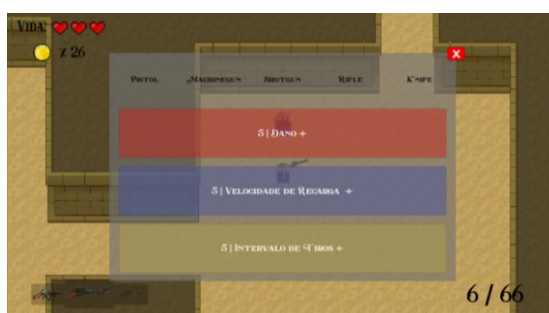 VIDA:
x 26
X
PISTOL MACHINEGUN SHOTGUN RIFLE KNIFE
5 | DANO +
5 | VELOCIDADE DE RECARGA +
5 | INTERVALO DE TIROS +
6 / 66